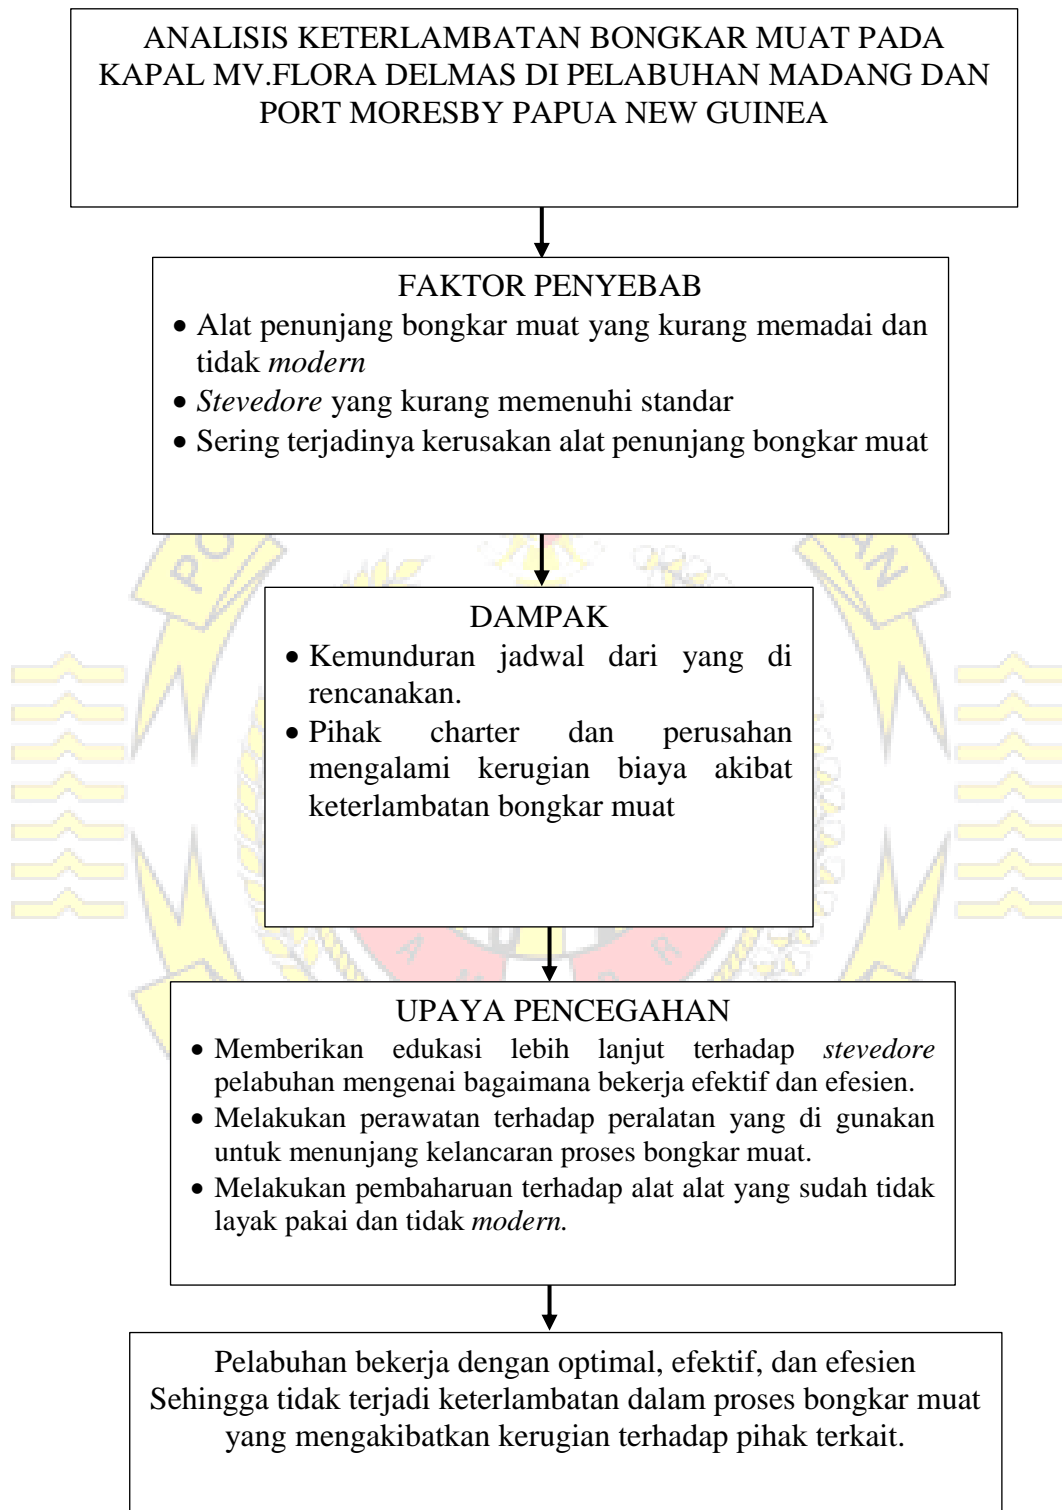 ANALISIS KETERLAMBATAN BONGKAR MUAT PADA
KAPAL MV.FLORA DELMAS DI PELABUHAN MADANG DAN
PORT MORESBY PAPUA NEW GUINEA
FAKTOR PENYEBAB
• Alat penunjang bongkar muat yang kurang memadai dan
tidak modern
• Stevedore yang kurang memenuhi standar
• Sering terjadinya kerusakan alat penunjang bongkar muat
DAMPAK
• Kemunduran jadwal dari yang di
rencanakan.
• Pihak charter dan perusahan
mengalami kerugian biaya akibat
keterlambatan bongkar muat
UPAYA PENCEGAHAN
• Memberikan edukasi lebih lanjut terhadap stevedore
pelabuhan mengenai bagaimana bekerja efektif dan efesien.
• Melakukan perawatan terhadap peralatan yang di gunakan
untuk menunjang kelancaran proses bongkar muat.
• Melakukan pembaharuan terhadap alat alat yang sudah tidak
layak pakai dan tidak modern.
Pelabuhan bekerja dengan optimal, efektif, dan efesien
Sehingga tidak terjadi keterlambatan dalam proses bongkar muat
yang mengakibatkan kerugian terhadap pihak terkait.